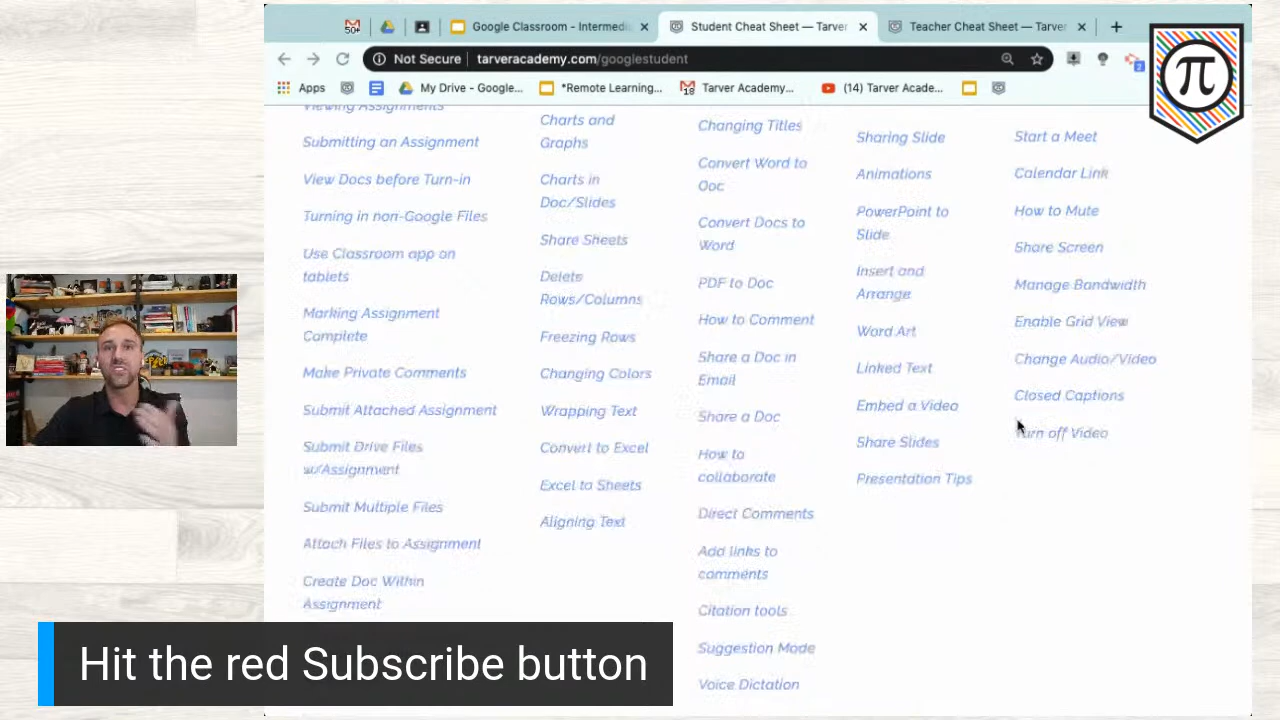 50+
Google Classroom - Intermedi
Student Cheat Sheet — Tarver
Teacher Cheat Sheet — Tarver
Not Secure
tarveracademy.com/googlestudent
2
Apps
My Drive - Google...
*Remote Learning...
18
Tarver Academy...
(14) Tarver Acade...
π
Viewing Assignments
Submitting an Assignment
View Docs before Turn-in
Turning in non-Google Files
Use Classroom app on
tablets
Marking Assignment
Complete
Make Private Comments
Submit Attached Assignment
Submit Drive Files
w/Assignment
Submit Multiple Files
Attach Files to Assignment
Create Doc Within
Assignment
Charts and
Graphs
Charts in
Doc/Slides
Share Sheets
Delete
Rows/Columns
Freezing Rows
Changing Colors
Wrapping Text
Convert to Excel
Excel to Sheets
Aligning Text
Changing Titles
Convert Word to
Doc
Convert Docs to
Word
PDF to Doc
How to Comment
Share a Doc in
Email
Share a Doc
How to
collaborate
Direct Comments
Add links to
comments
Citation tools
Suggestion Mode
Voice Dictation
Sharing Slide
Animations
PowerPoint to
Slide
Insert and
Arrange
Word Art
Linked Text
Embed a Video
Share Slides
Presentation Tips
Start a Meet
Calendar Link
How to Mute
Share Screen
Manage Bandwidth
Enable Grid View
Change Audio/Video
Closed Captions
Turn off Video
Hit the red Subscribe button